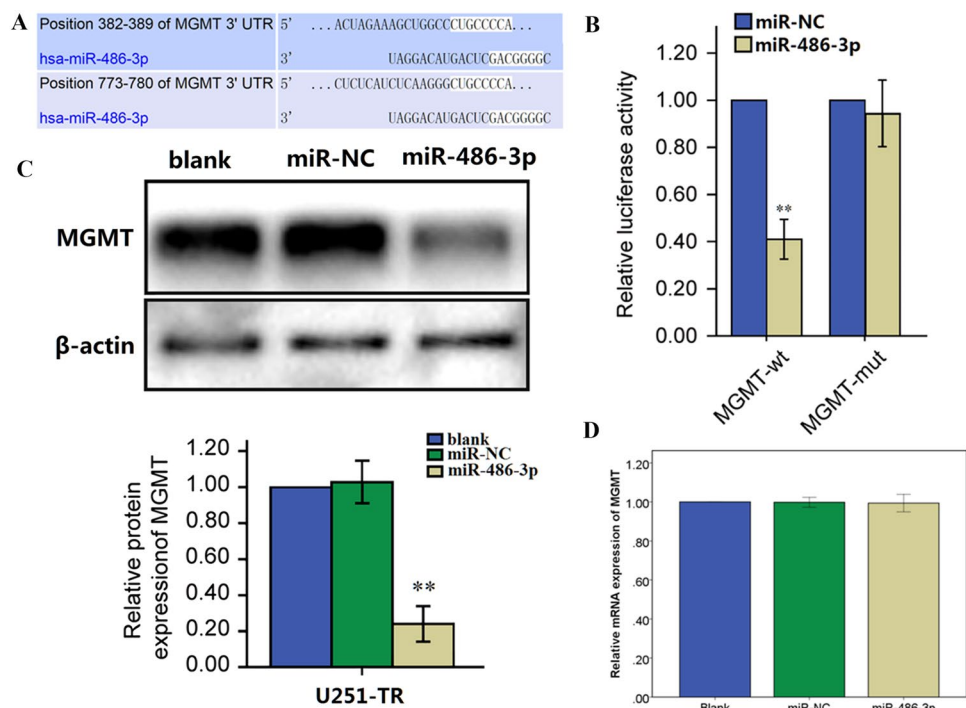 A
Position 382-389 of MGMT 3' UTR 5' ...ACUAGAAAGCUGGCCCCUGCCCCA...
hsa-miR-486-3p 3' UAGGACAUGACUCGACGGGGC
Position 773-780 of MGMT 3' UTR 5' ...CUCUCAUCUCAAGGGCUGCCCCA...
hsa-miR-486-3p 3' UAGGACAUGACUCGACGGGGC
B
miR-NC
miR-486-3p
Relative luciferase activity
1.20
1.00
0.80
0.60
0.40
0.20
0.00
**
MGMT-wt
MGMT-mut
C
blank miR-NC miR-486-3p
MGMT
β-actin
blank
miR-NC
miR-486-3p
Relative protein
expressionof MGMT
1.20
1.00
0.80
0.60
0.40
0.20
0.00
**
U251-TR
D
Relative mRNA expression of MGMT
1.20
1.00
.80
.60
.40
.20
.00
Blank miR-NC miR-486-3p